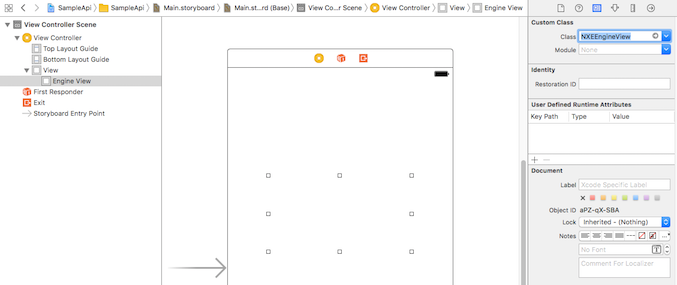 SampleApi > SampleApi > Main.storyboard > Main.st...rd (Base) > View Co...r Scene > View Controller > View > Engine View
View Controller Scene
View Controller
Top Layout Guide
Bottom Layout Guide
View
Engine View
First Responder
Exit
Storyboard Entry Point
Custom Class
Class NXEEngineView
Module None
Identity
Restoration ID
User Defined Runtime Attributes
Key Path Type Value
Document
Label Xcode Specific Label
Object ID aPZ-qX-SBA
Lock Inherited - (Nothing)
Notes
No Font
Comment For Localizer